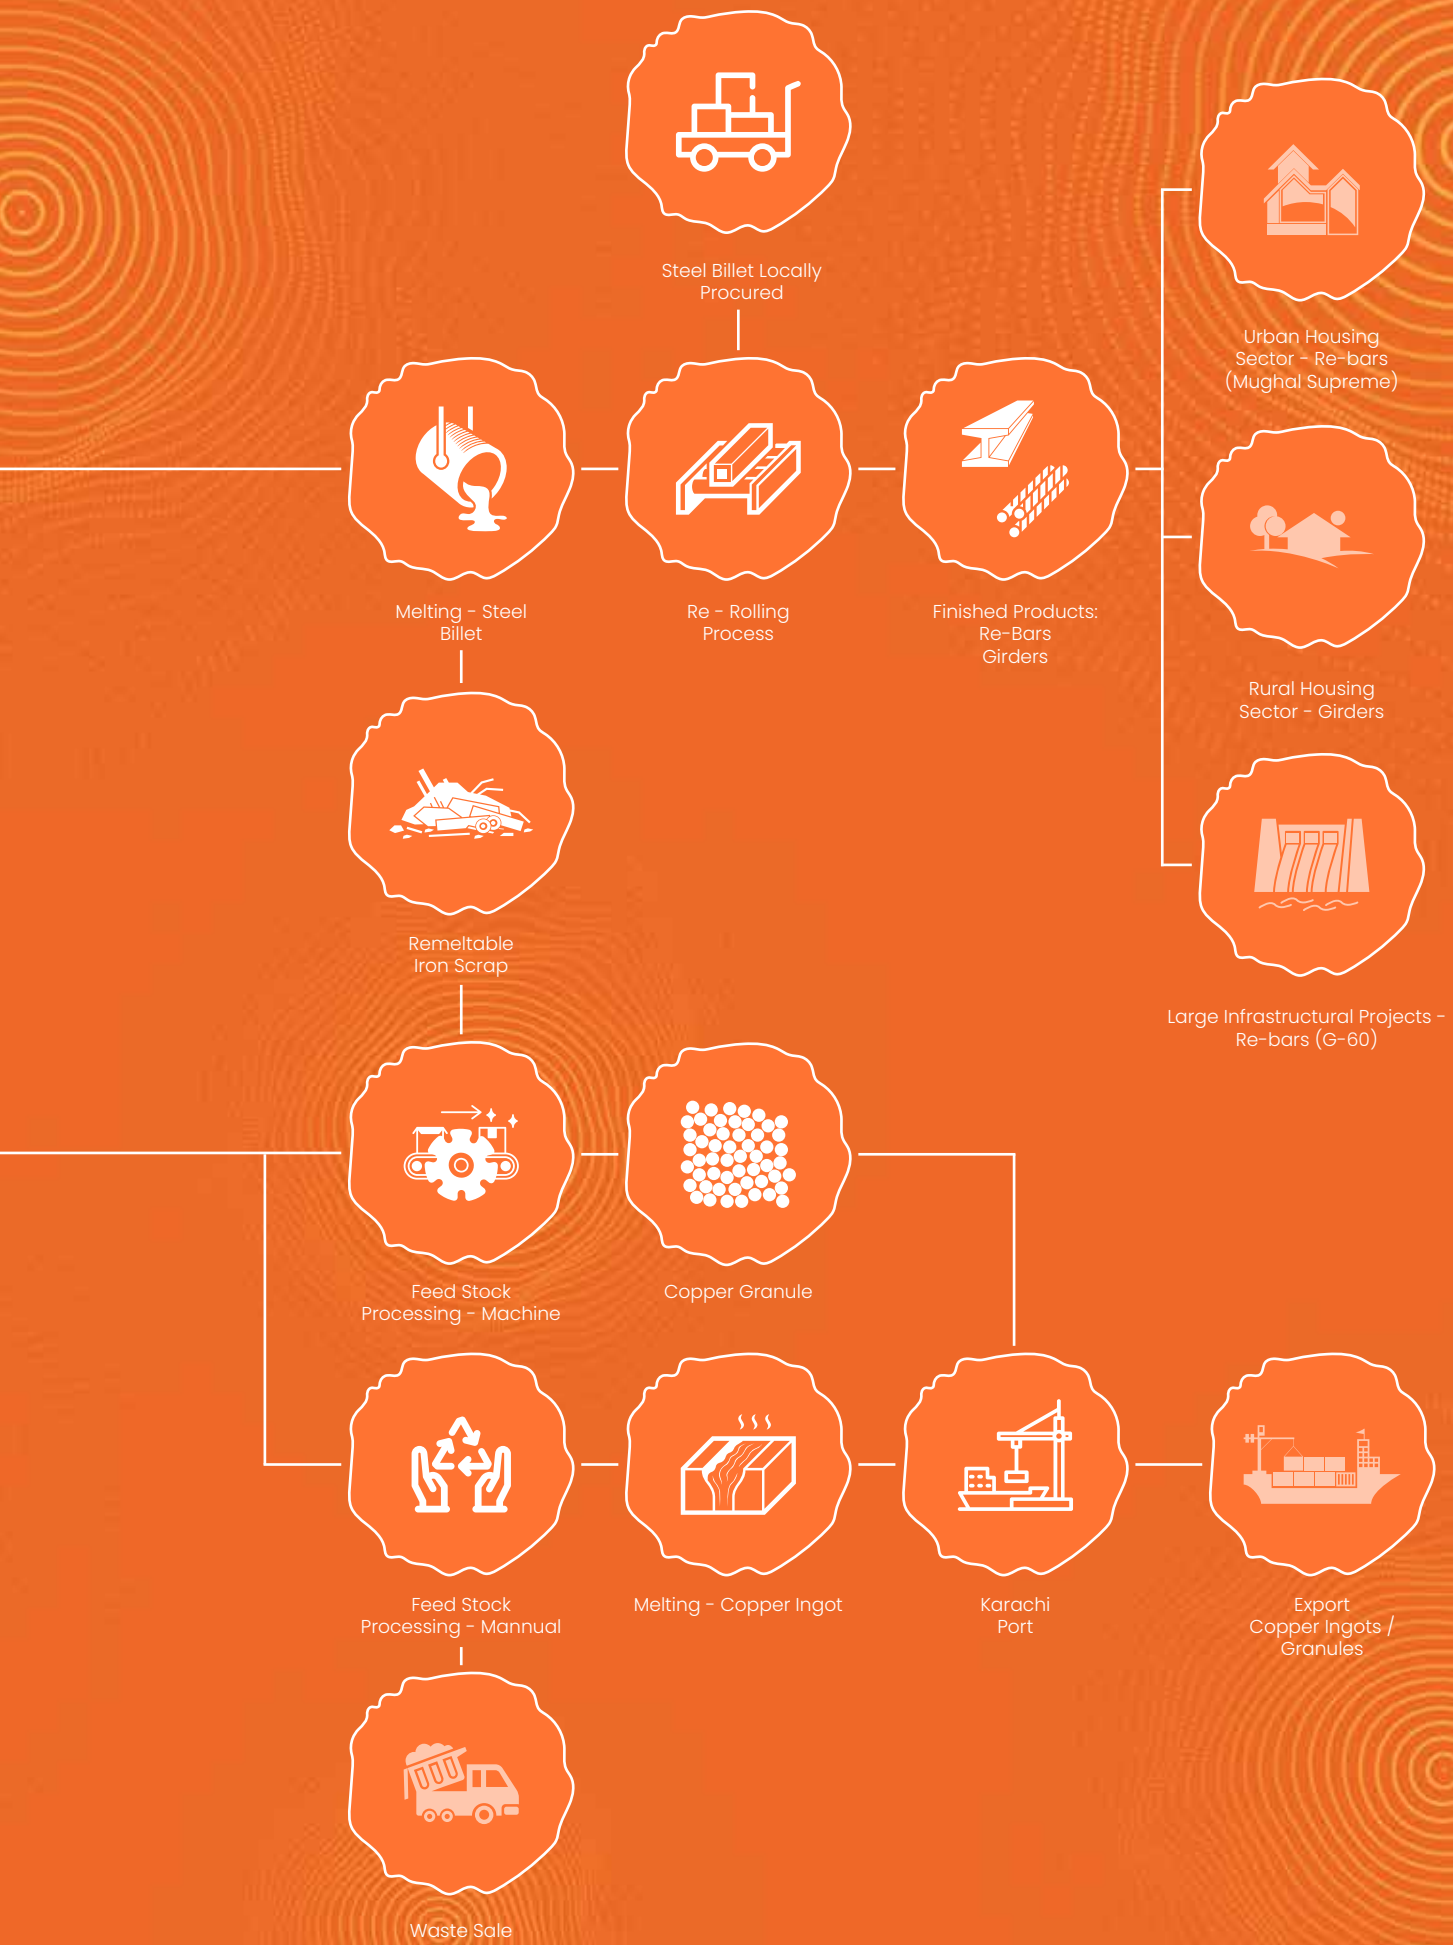 Steel Billet Locally
Procured
Urban Housing
Sector - Re-bars
(Mughal Supreme)
Melting - Steel
Billet
Re - Rolling
Process
Finished Products:
Re-Bars
Girders
Rural Housing
Sector - Girders
Remeltable
Iron Scrap
Large Infrastructural Projects -
Re-bars (G-60)
Feed Stock
Processing - Machine
Copper Granule
Feed Stock
Processing - Mannual
Melting - Copper Ingot
Karachi
Port
Export
Copper Ingots /
Granules
Waste Sale